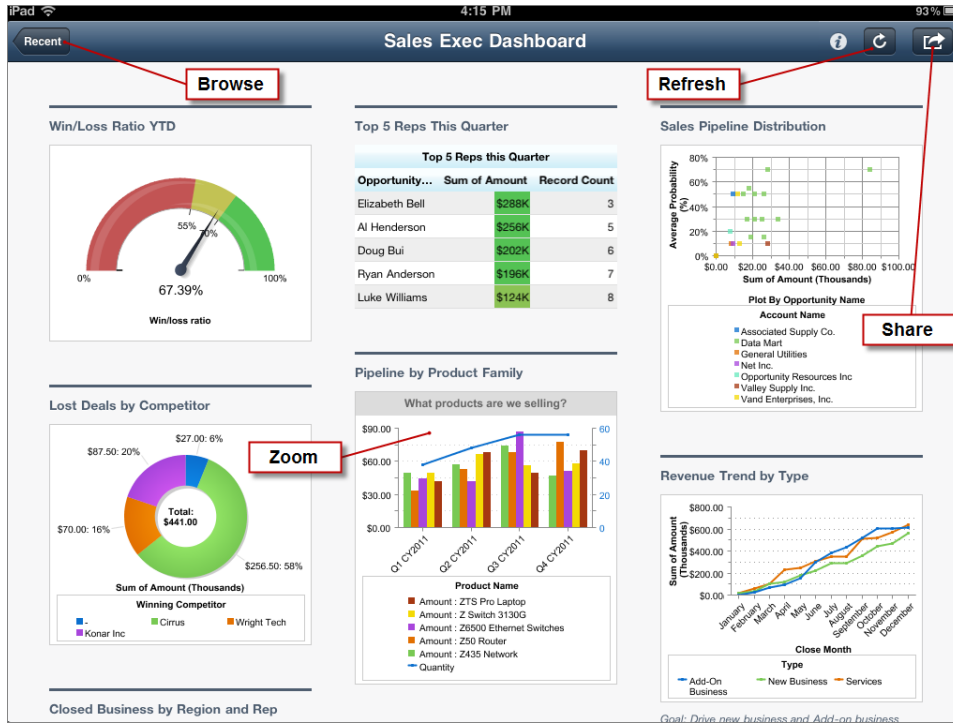 iPad 4:15 PM 93%
Recent Sales Exec Dashboard
Browse
Refresh
Share
Zoom
Win/Loss Ratio YTD
0%
55%
70%
100%
67.39%
Win/loss ratio
Top 5 Reps This Quarter
Top 5 Reps this Quarter
Opportunity... Sum of Amount Record Count
Elizabeth Bell $288K 3
Al Henderson $256K 5
Doug Bui $202K 6
Ryan Anderson $196K 7
Luke Williams $124K 8
Sales Pipeline Distribution
Average Probability (%)
80%
60%
40%
20%
0%
$0.00 $20.00 $40.00 $60.00 $80.00 $100.00
Sum of Amount (Thousands)
Plot By Opportunity Name
Account Name
Associated Supply Co.
Data Mart
General Utilities
Net Inc.
Opportunity Resources Inc
Valley Supply Inc.
Vand Enterprises, Inc.
Lost Deals by Competitor
$27.00: 6%
$87.50: 20%
Total:
$441.00
$70.00: 16%
$256.50: 58%
Sum of Amount (Thousands)
Winning Competitor
- Cirrus Wright Tech
Konar Inc
Pipeline by Product Family
What products are we selling?
$90.00 60
$60.00 40
$30.00 20
$0.00 0
Q1 CY2011 Q2 CY2011 Q3 CY2011 Q4 CY2011
Product Name
Amount : ZTS Pro Laptop
Amount : Z Switch 3130G
Amount : Z6500 Ethernet Switches
Amount : Z50 Router
Amount : Z435 Network
Quantity
Revenue Trend by Type
Sum of Amount (Thousands)
$800.00
$600.00
$400.00
$200.00
$0.00
January February March April May June July August September October November December
Close Month
Type
Add-On Business New Business Services
Closed Business by Region and Rep
Goal: Drive new business and Add-on business